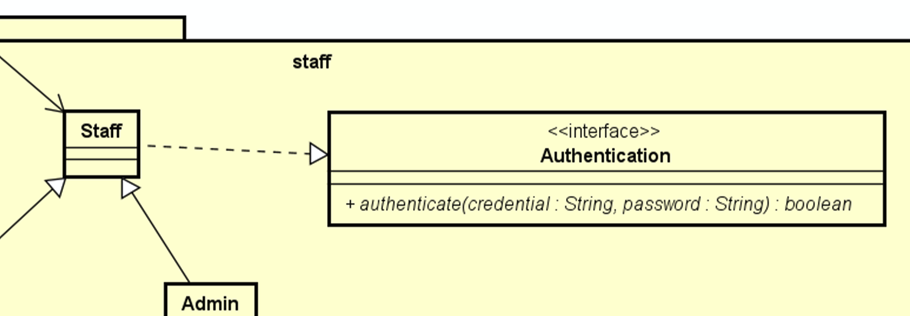 staff
Staff
<<interface>>
Authentication
+ authenticate(credential : String, password : String) : boolean
Admin